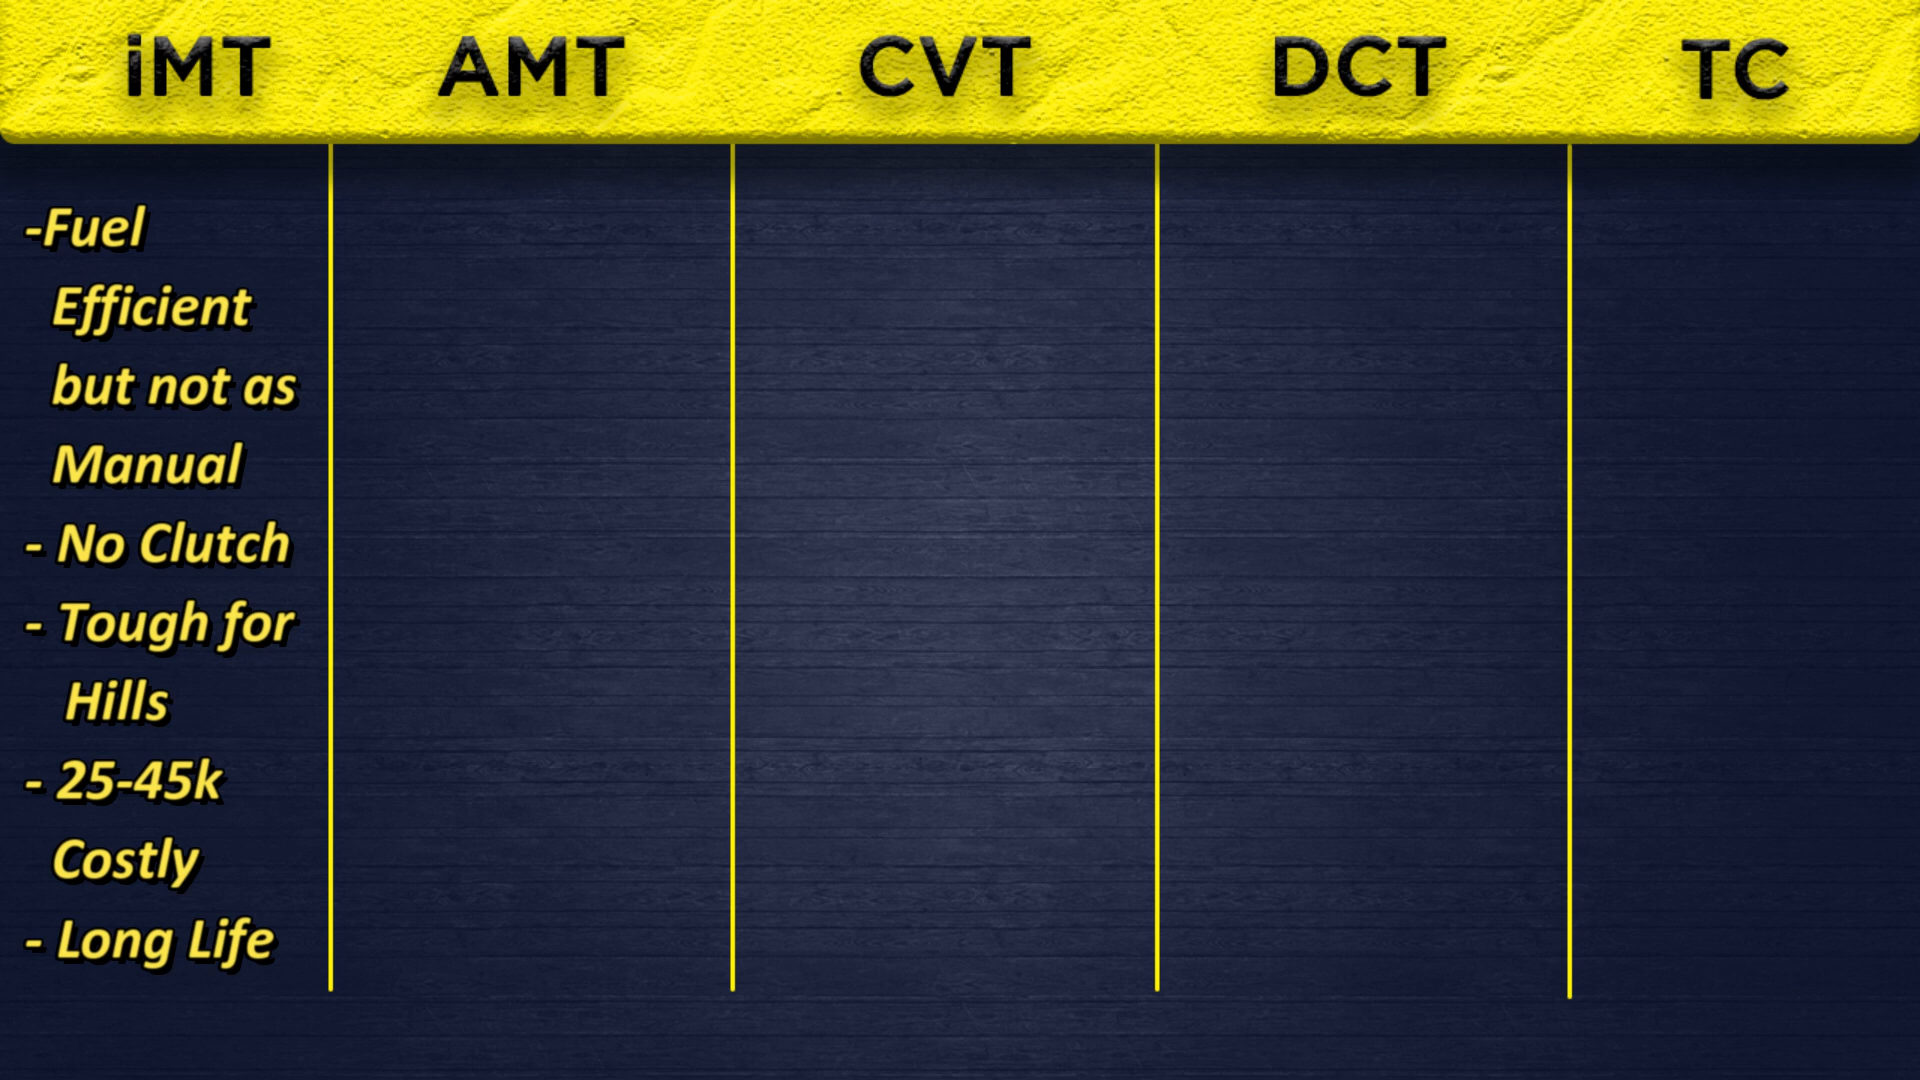 iMT AMT CVT DCT TC
-Fuel
Efficient
but not as
Manual
- No Clutch
- Tough for
Hills
- 25-45k
Costly
- Long Life